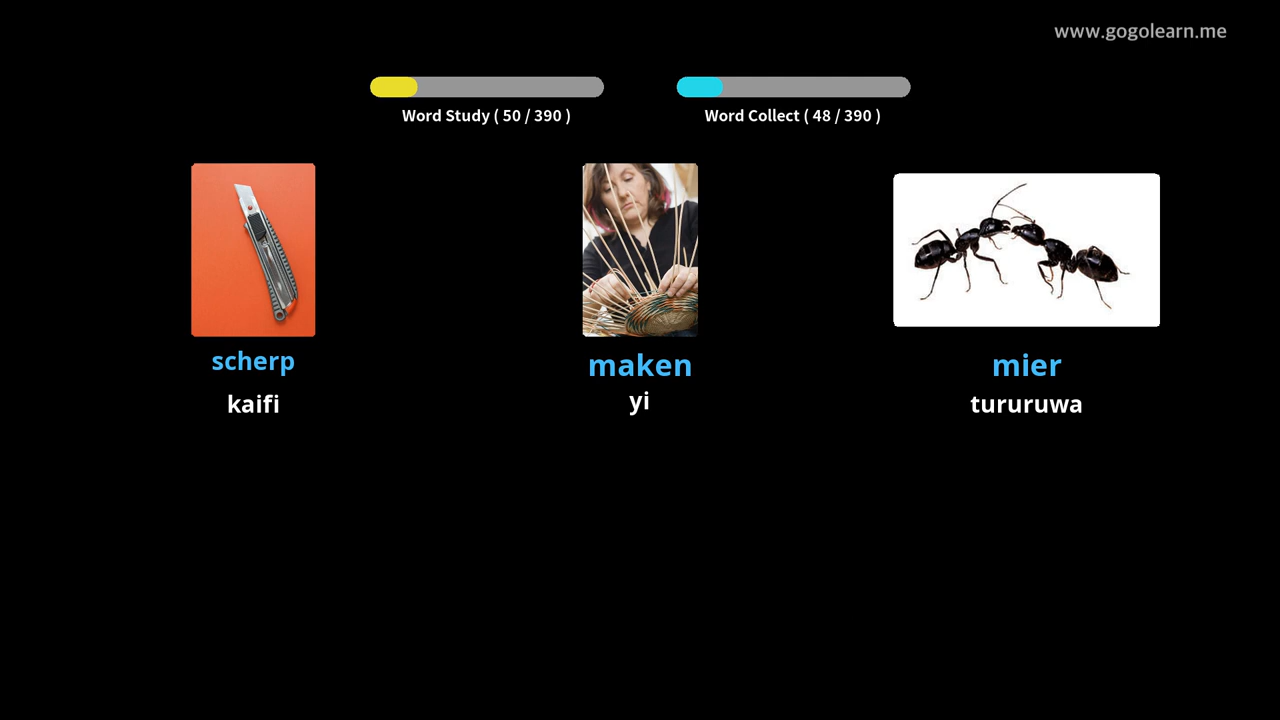 www.gogolearn.me
Word Study ( 50 / 390 )
Word Collect ( 48 / 390 )
scherp
kaifi
maken
yi
mier
tururuwa